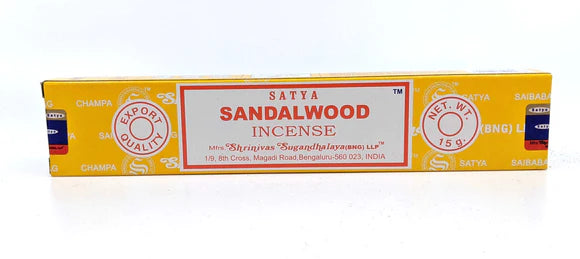 SATYA
SANDALWOOD
INCENSE
Mfrs. Shrinivas Sugandhalaya (BNG) LLP™
1/9, 8th Cross, Magadi Road, Bengaluru-560 023, INDIA
™
EXPORT
QUALITY
NET. WT.
15 g.
CHAMPA
SATYA
SAIBABA
(BNG) L
CHAMPA
SATYA
SAIBABA